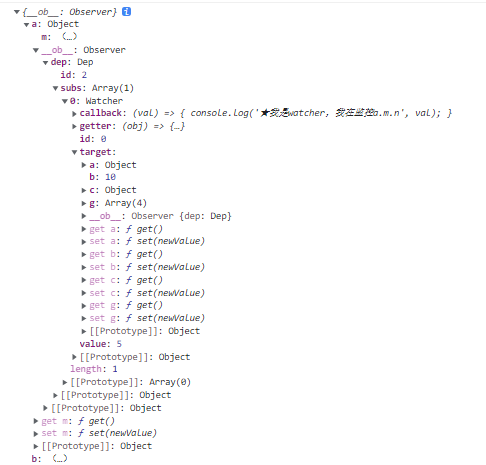 {__ob__: Observer} i
a: Object
m: (…)
__ob__: Observer
dep: Dep
id: 2
subs: Array(1)
0: Watcher
callback: (val) => { console.log('★我是watcher，我在监控a.m.n', val); }
getter: (obj) => {…}
id: 0
target:
a: Object
b: 10
c: Object
g: Array(4)
__ob__: Observer {dep: Dep}
get a: ƒ get()
set a: ƒ set(newValue)
get b: ƒ get()
set b: ƒ set(newValue)
get c: ƒ get()
set c: ƒ set(newValue)
get g: ƒ get()
set g: ƒ set(newValue)
[[Prototype]]: Object
value: 5
[[Prototype]]: Object
length: 1
[[Prototype]]: Array(0)
[[Prototype]]: Object
[[Prototype]]: Object
get m: ƒ get()
set m: ƒ set(newValue)
[[Prototype]]: Object
b: (…)